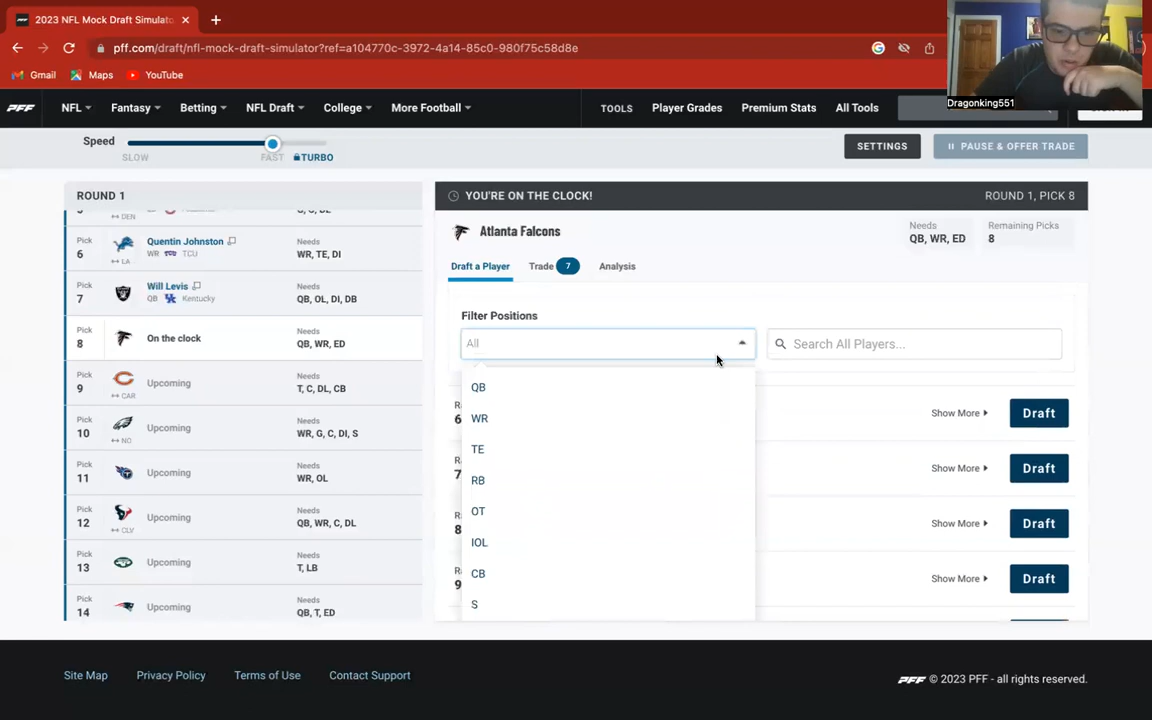 2023 NFL Mock Draft Simulato
pff.com/draft/nfl-mock-draft-simulator?ref=a104770c-3972-4a14-85c0-980f75c58d8e
Gmail
Maps
YouTube
Dragonking551
PFF
NFL
Fantasy
Betting
NFL Draft
College
More Football
TOOLS
Player Grades
Premium Stats
All Tools
Speed
SLOW
FAST
TURBO
SETTINGS
PAUSE & OFFER TRADE
ROUND 1
DEN
Pick
6
LA
Quentin Johnston
WR
TCU
Needs
WR, TE, DI
Pick
7
Will Levis
QB
Kentucky
Needs
QB, OL, DI, DB
Pick
8
On the clock
Needs
QB, WR, ED
Pick
9
CAR
Upcoming
Needs
T, C, DL, CB
Pick
10
NO
Upcoming
Needs
WR, G, C, DI, S
Pick
11
Upcoming
Needs
WR, OL
Pick
12
CLV
Upcoming
Needs
QB, WR, C, DL
Pick
13
Upcoming
Needs
T, LB
Pick
14
Upcoming
Needs
QB, T, ED
YOU'RE ON THE CLOCK!
ROUND 1, PICK 8
Atlanta Falcons
Needs
QB, WR, ED
Remaining Picks
8
Draft a Player
Trade 7
Analysis
Filter Positions
All
Search All Players...
QB
WR
TE
RB
OT
IOL
CB
S
Show More
Draft
Show More
Draft
Show More
Draft
Show More
Draft
Site Map
Privacy Policy
Terms of Use
Contact Support
PFF © 2023 PFF - all rights reserved.